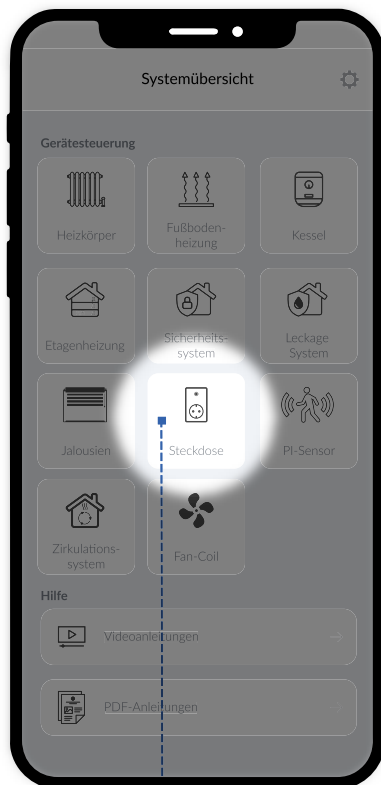 Systemübersicht
Gerätesteuerung
Heizkörper
Fußboden-
heizung
Kessel
Etagenheizung
Sicherheits-
system
Leckage
System
Jalousien
Steckdose
PI-Sensor
Zirkulations-
system
Fan-Coil
Hilfe
Videoanleitungen
PDF-Anleitungen